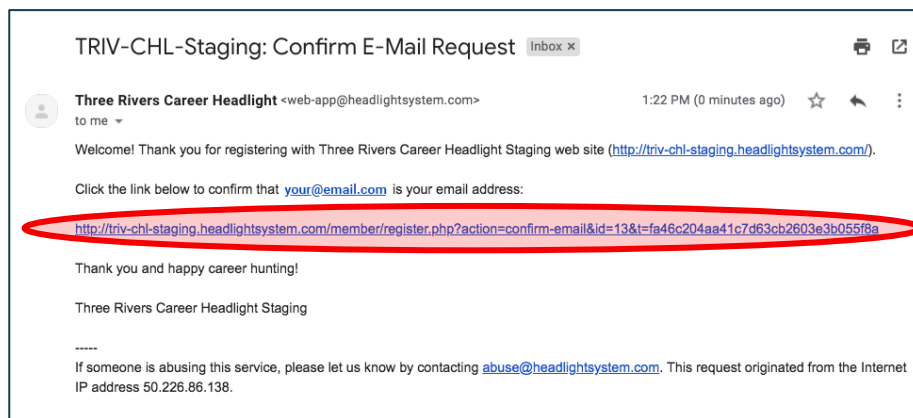 TRIV-CHL-Staging: Confirm E-Mail Request Inbox ×
Three Rivers Career Headlight <web-app@headlightsystem.com> 1:22 PM (0 minutes ago)
to me
Welcome! Thank you for registering with Three Rivers Career Headlight Staging web site (http://triv-chl-staging.headlightsystem.com/).
Click the link below to confirm that your@email.com is your email address:
http://triv-chl-staging.headlightsystem.com/member/register.php?action=confirm-email&id=13&t=fa46c204aa41c7d63cb2603e3b055f8a
Thank you and happy career hunting!
Three Rivers Career Headlight Staging
-----
If someone is abusing this service, please let us know by contacting abuse@headlightsystem.com. This request originated from the Internet
IP address 50.226.86.138.